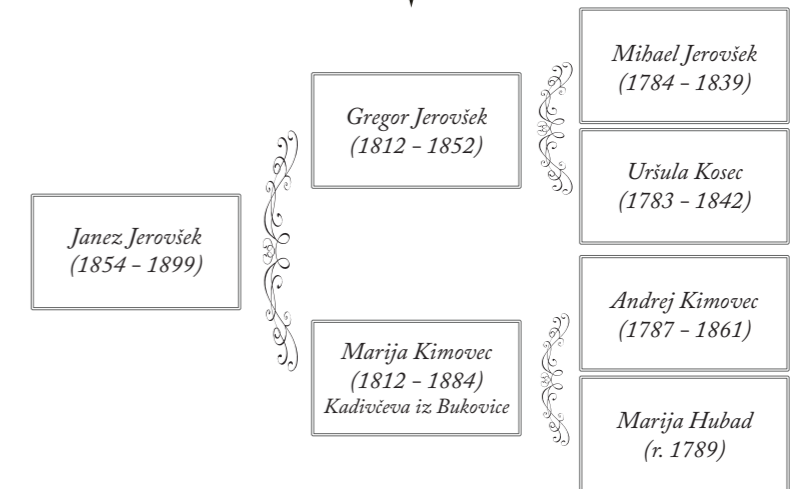 Mihael Jerovšek
(1784 – 1839)
Gregor Jerovšek
(1812 – 1852)
Uršula Kosec
(1783 – 1842)
Janez Jerovšek
(1854 – 1899)
Andrej Kimovec
(1787 – 1861)
Marija Kimovec
(1812 – 1884)
Kadivčeva iz Bukovice
Marija Hubad
(r. 1789)